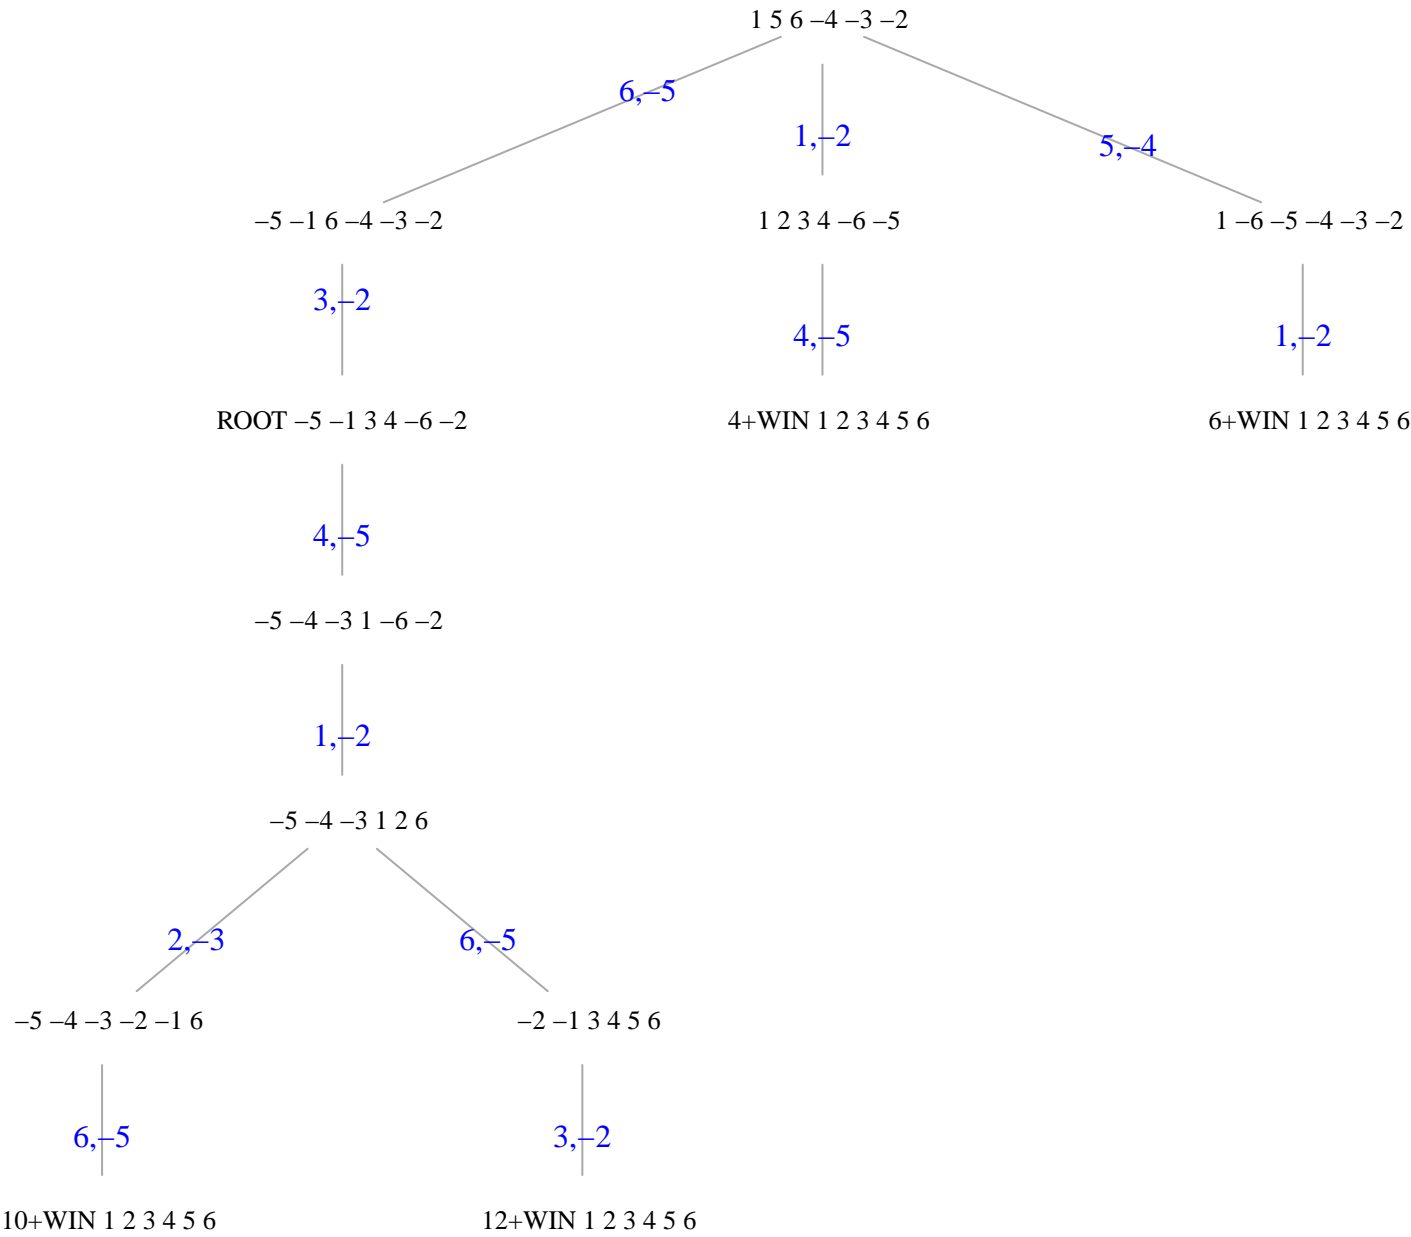 1 5 6 –4 –3 –2
6,–5
1,–2
5,–4
–5 –1 6 –4 –3 –2
1 2 3 4 –6 –5
1 –6 –5 –4 –3 –2
3,–2
4,–5
1,–2
ROOT –5 –1 3 4 –6 –2
4+WIN 1 2 3 4 5 6
6+WIN 1 2 3 4 5 6
4,–5
–5 –4 –3 1 –6 –2
1,–2
–5 –4 –3 1 2 6
2,–3
6,–5
–5 –4 –3 –2 –1 6
–2 –1 3 4 5 6
6,–5
3,–2
10+WIN 1 2 3 4 5 6
12+WIN 1 2 3 4 5 6